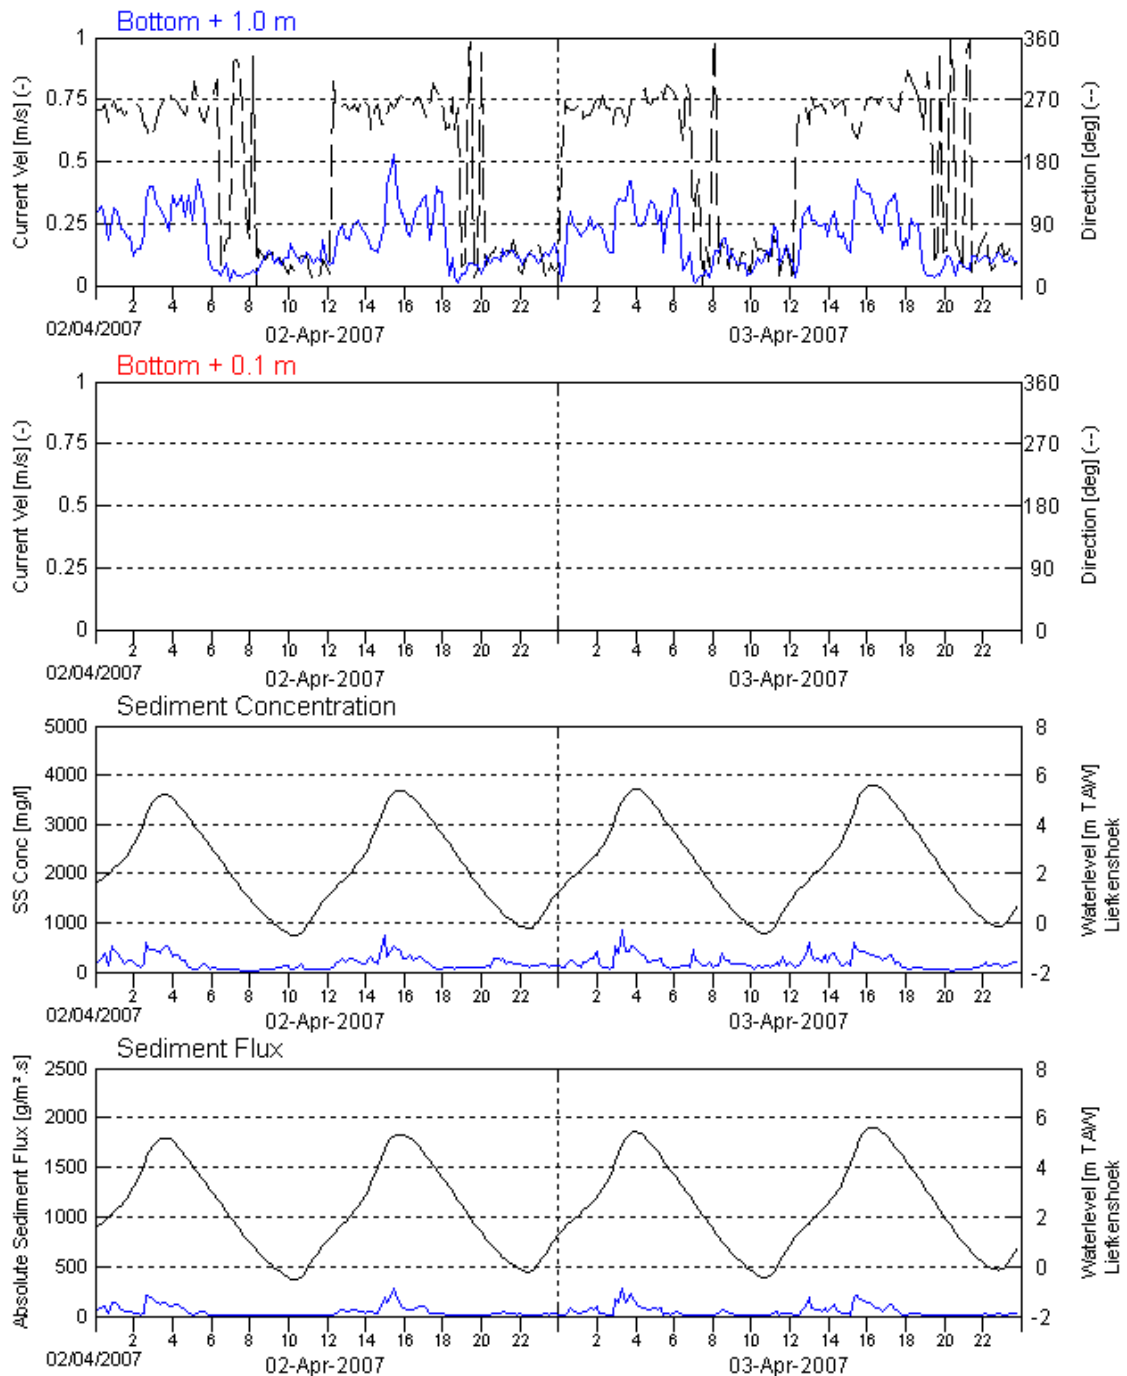 Bottom + 1.0 m
1
0.75
0.5
0.25
0
Current Vel [m/s] (-)
360
270
180
90
0
Direction [deg] (--)
2 4 6 8 10 12 14 16 18 20 22 2 4 6 8 10 12 14 16 18 20 22
02/04/2007 02-Apr-2007 03-Apr-2007
Bottom + 0.1 m
1
0.75
0.5
0.25
0
Current Vel [m/s] (-)
360
270
180
90
0
Direction [deg] (--)
2 4 6 8 10 12 14 16 18 20 22 2 4 6 8 10 12 14 16 18 20 22
02/04/2007 02-Apr-2007 03-Apr-2007
Sediment Concentration
5000
4000
3000
2000
1000
0
SS Conc [mg/l]
8
6
4
2
0
-2
Waterlevel [m TAW]
Liefkenshoek
2 4 6 8 10 12 14 16 18 20 22 2 4 6 8 10 12 14 16 18 20 22
02/04/2007 02-Apr-2007 03-Apr-2007
Sediment Flux
2500
2000
1500
1000
500
0
Absolute Sediment Flux [g/m².s]
8
6
4
2
0
-2
Waterlevel [m TAW]
Liefkenshoek
2 4 6 8 10 12 14 16 18 20 22 2 4 6 8 10 12 14 16 18 20 22
02/04/2007 02-Apr-2007 03-Apr-2007